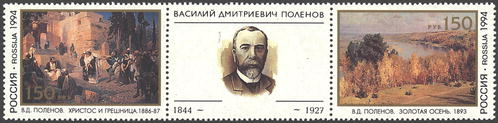 РОССИЯ • ROSSIJA 1994
150
В.Д. ПОЛЕНОВ. ХРИСТОС И ГРЕШНИЦА. 1886-87
ВАСИЛИЙ ДМИТРИЕВИЧ ПОЛЕНОВ
1844 ~ ~ 1927
РУБ 150
В.Д. ПОЛЕНОВ. ЗОЛОТАЯ ОСЕНЬ. 1893
РОССИЯ • ROSSIJA 1994